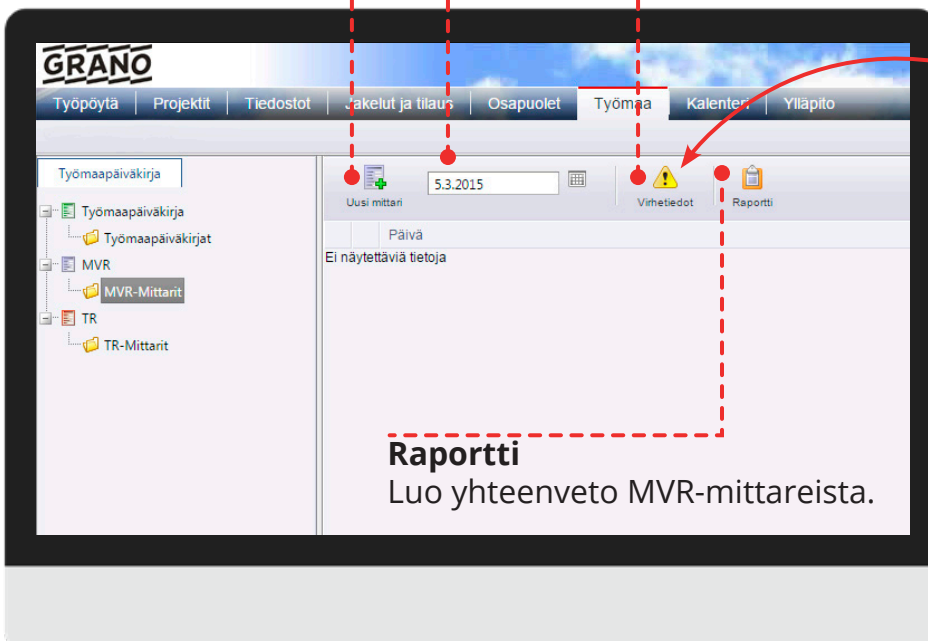 GRANO
Työpöytä Projektit Tiedostot Jakelut ja tilaus Osapuolet Työmaa Kalenteri Ylläpito
Työmaapäiväkirja
Uusi mittari 5.3.2015 Virhetiedot Raportti
Työmaapäiväkirja
Työmaapäiväkirjat
MVR
MVR-Mittarit
TR
TR-Mittarit
Päivä
Ei näytettäviä tietoja
Raportti
Luo yhteenveto MVR-mittareista.